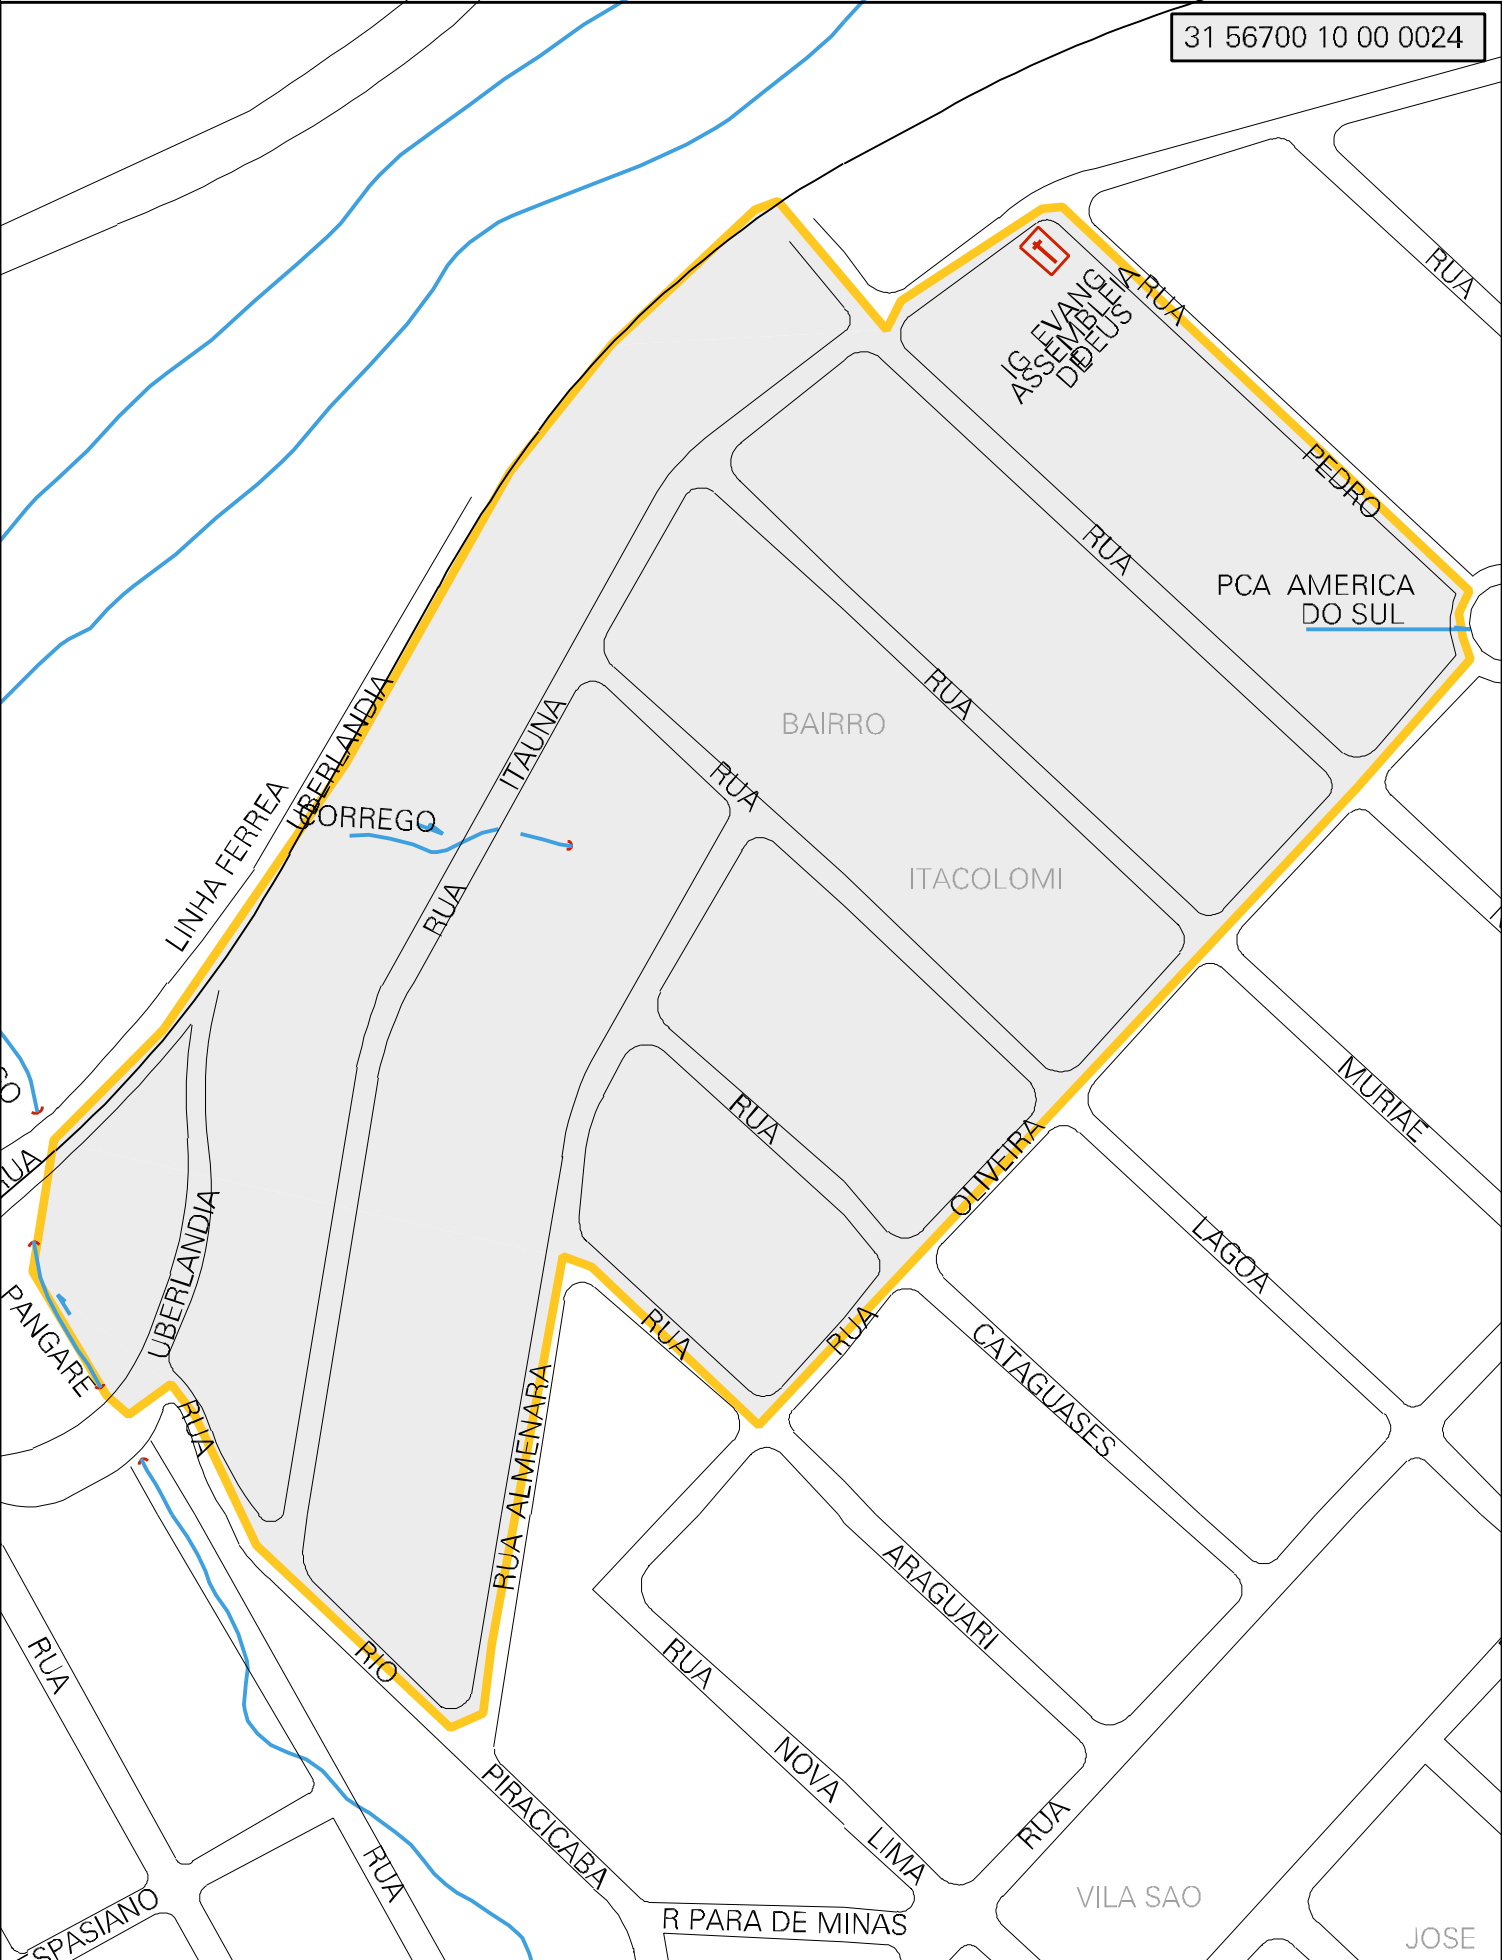 31 56700 10 00 0024
RUA
IG EVANG
ASSEMBLEIA
DE DEUS
RUA
PEDRO
RUA
PCA AMERICA
DO SUL
RUA
BAIRRO
UBERLANDIA
ITAUNA
RUA
CORREGO
LINHA FERREA
ITACOLOMI
RUA
MURIAE
RUA
OLIVEIRA
RUA
UBERLANDIA
LAGOA
PANGARE
RUA
RUA
CATAGUASES
RUA
RUA ALMENARA
ARAGUARI
RUA
RIO
RUA
NOVA
LIMA
PIRACICABA
RUA
RUA
VILA SAO
SPASIANO
R PARA DE MINAS
JOSE